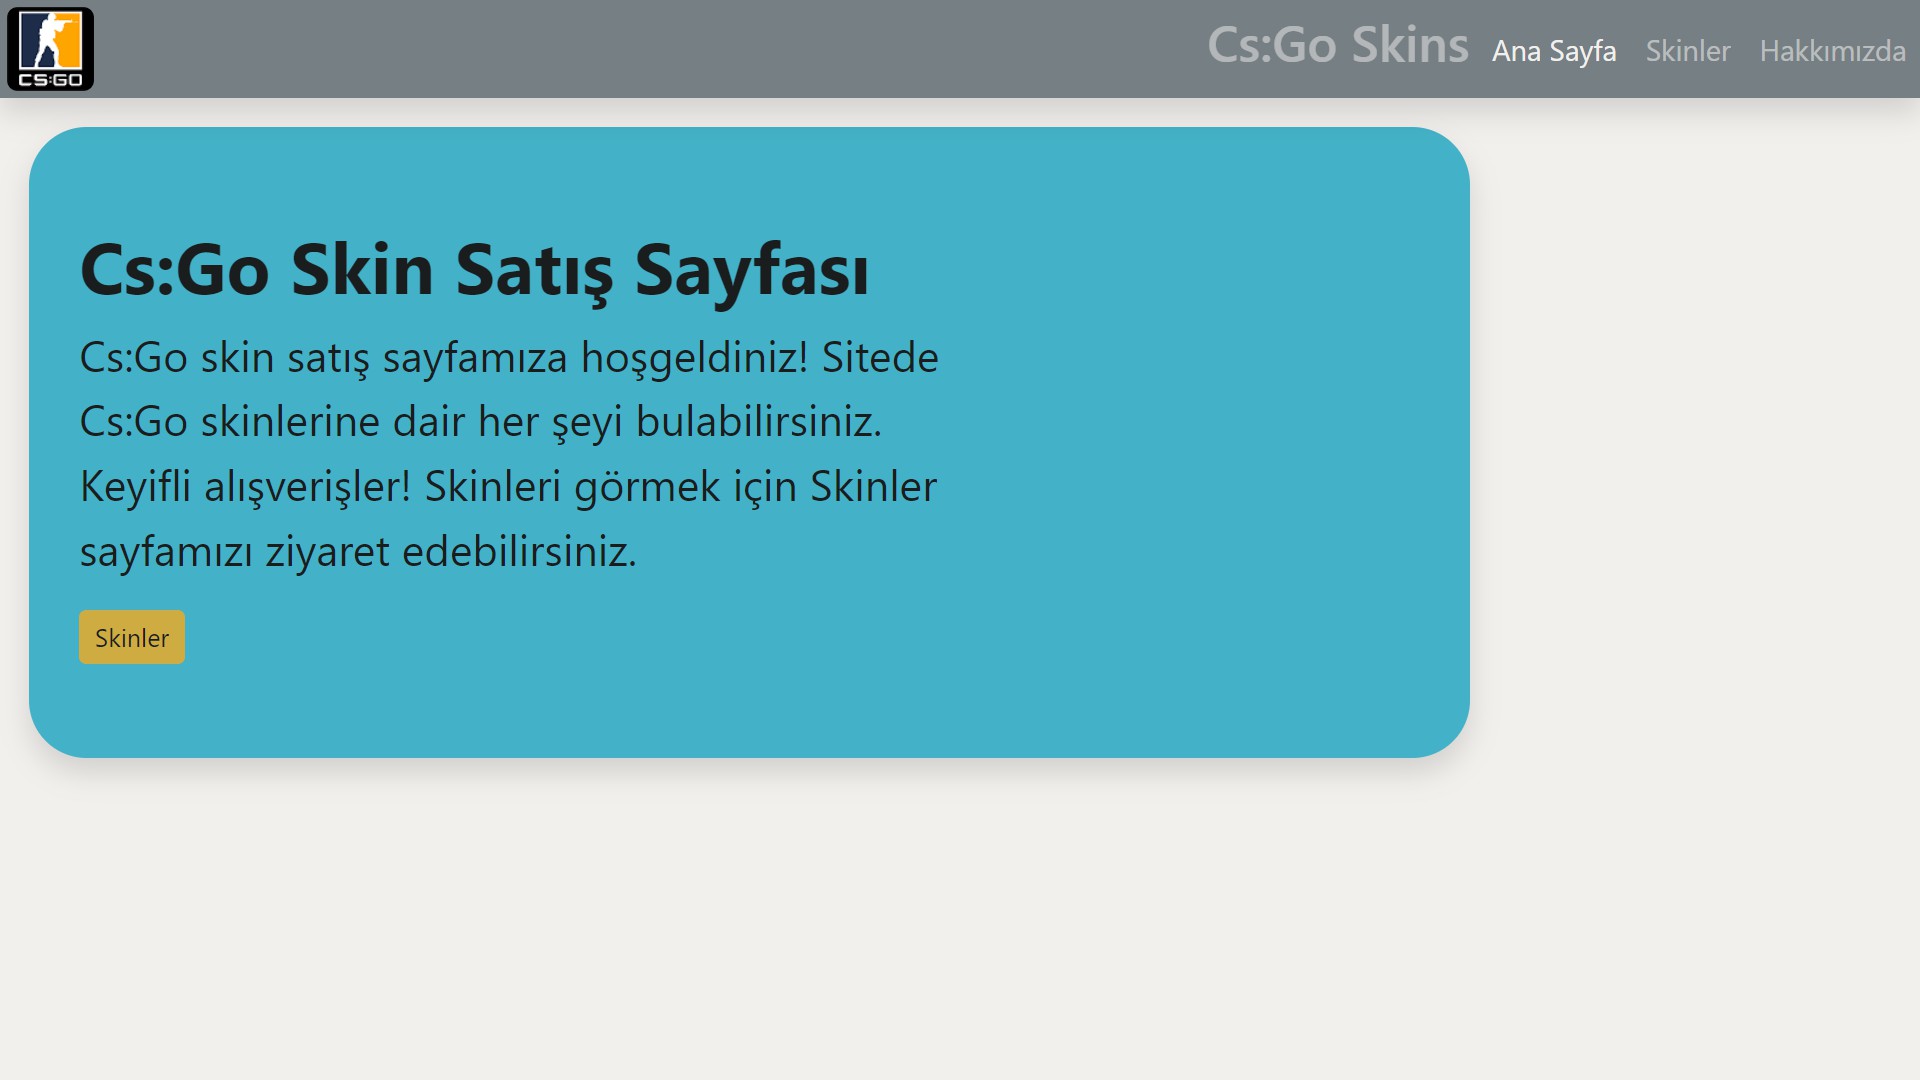 CS:GO
Cs:Go Skins
Ana Sayfa
Skinler
Hakkımızda
Cs:Go Skin Satış Sayfası
Cs:Go skin satış sayfamıza hoşgeldiniz! Sitede
Cs:Go skinlerine dair her şeyi bulabilirsiniz.
Keyifli alışverişler! Skinleri görmek için Skinler
sayfamızı ziyaret edebilirsiniz.
Skinler